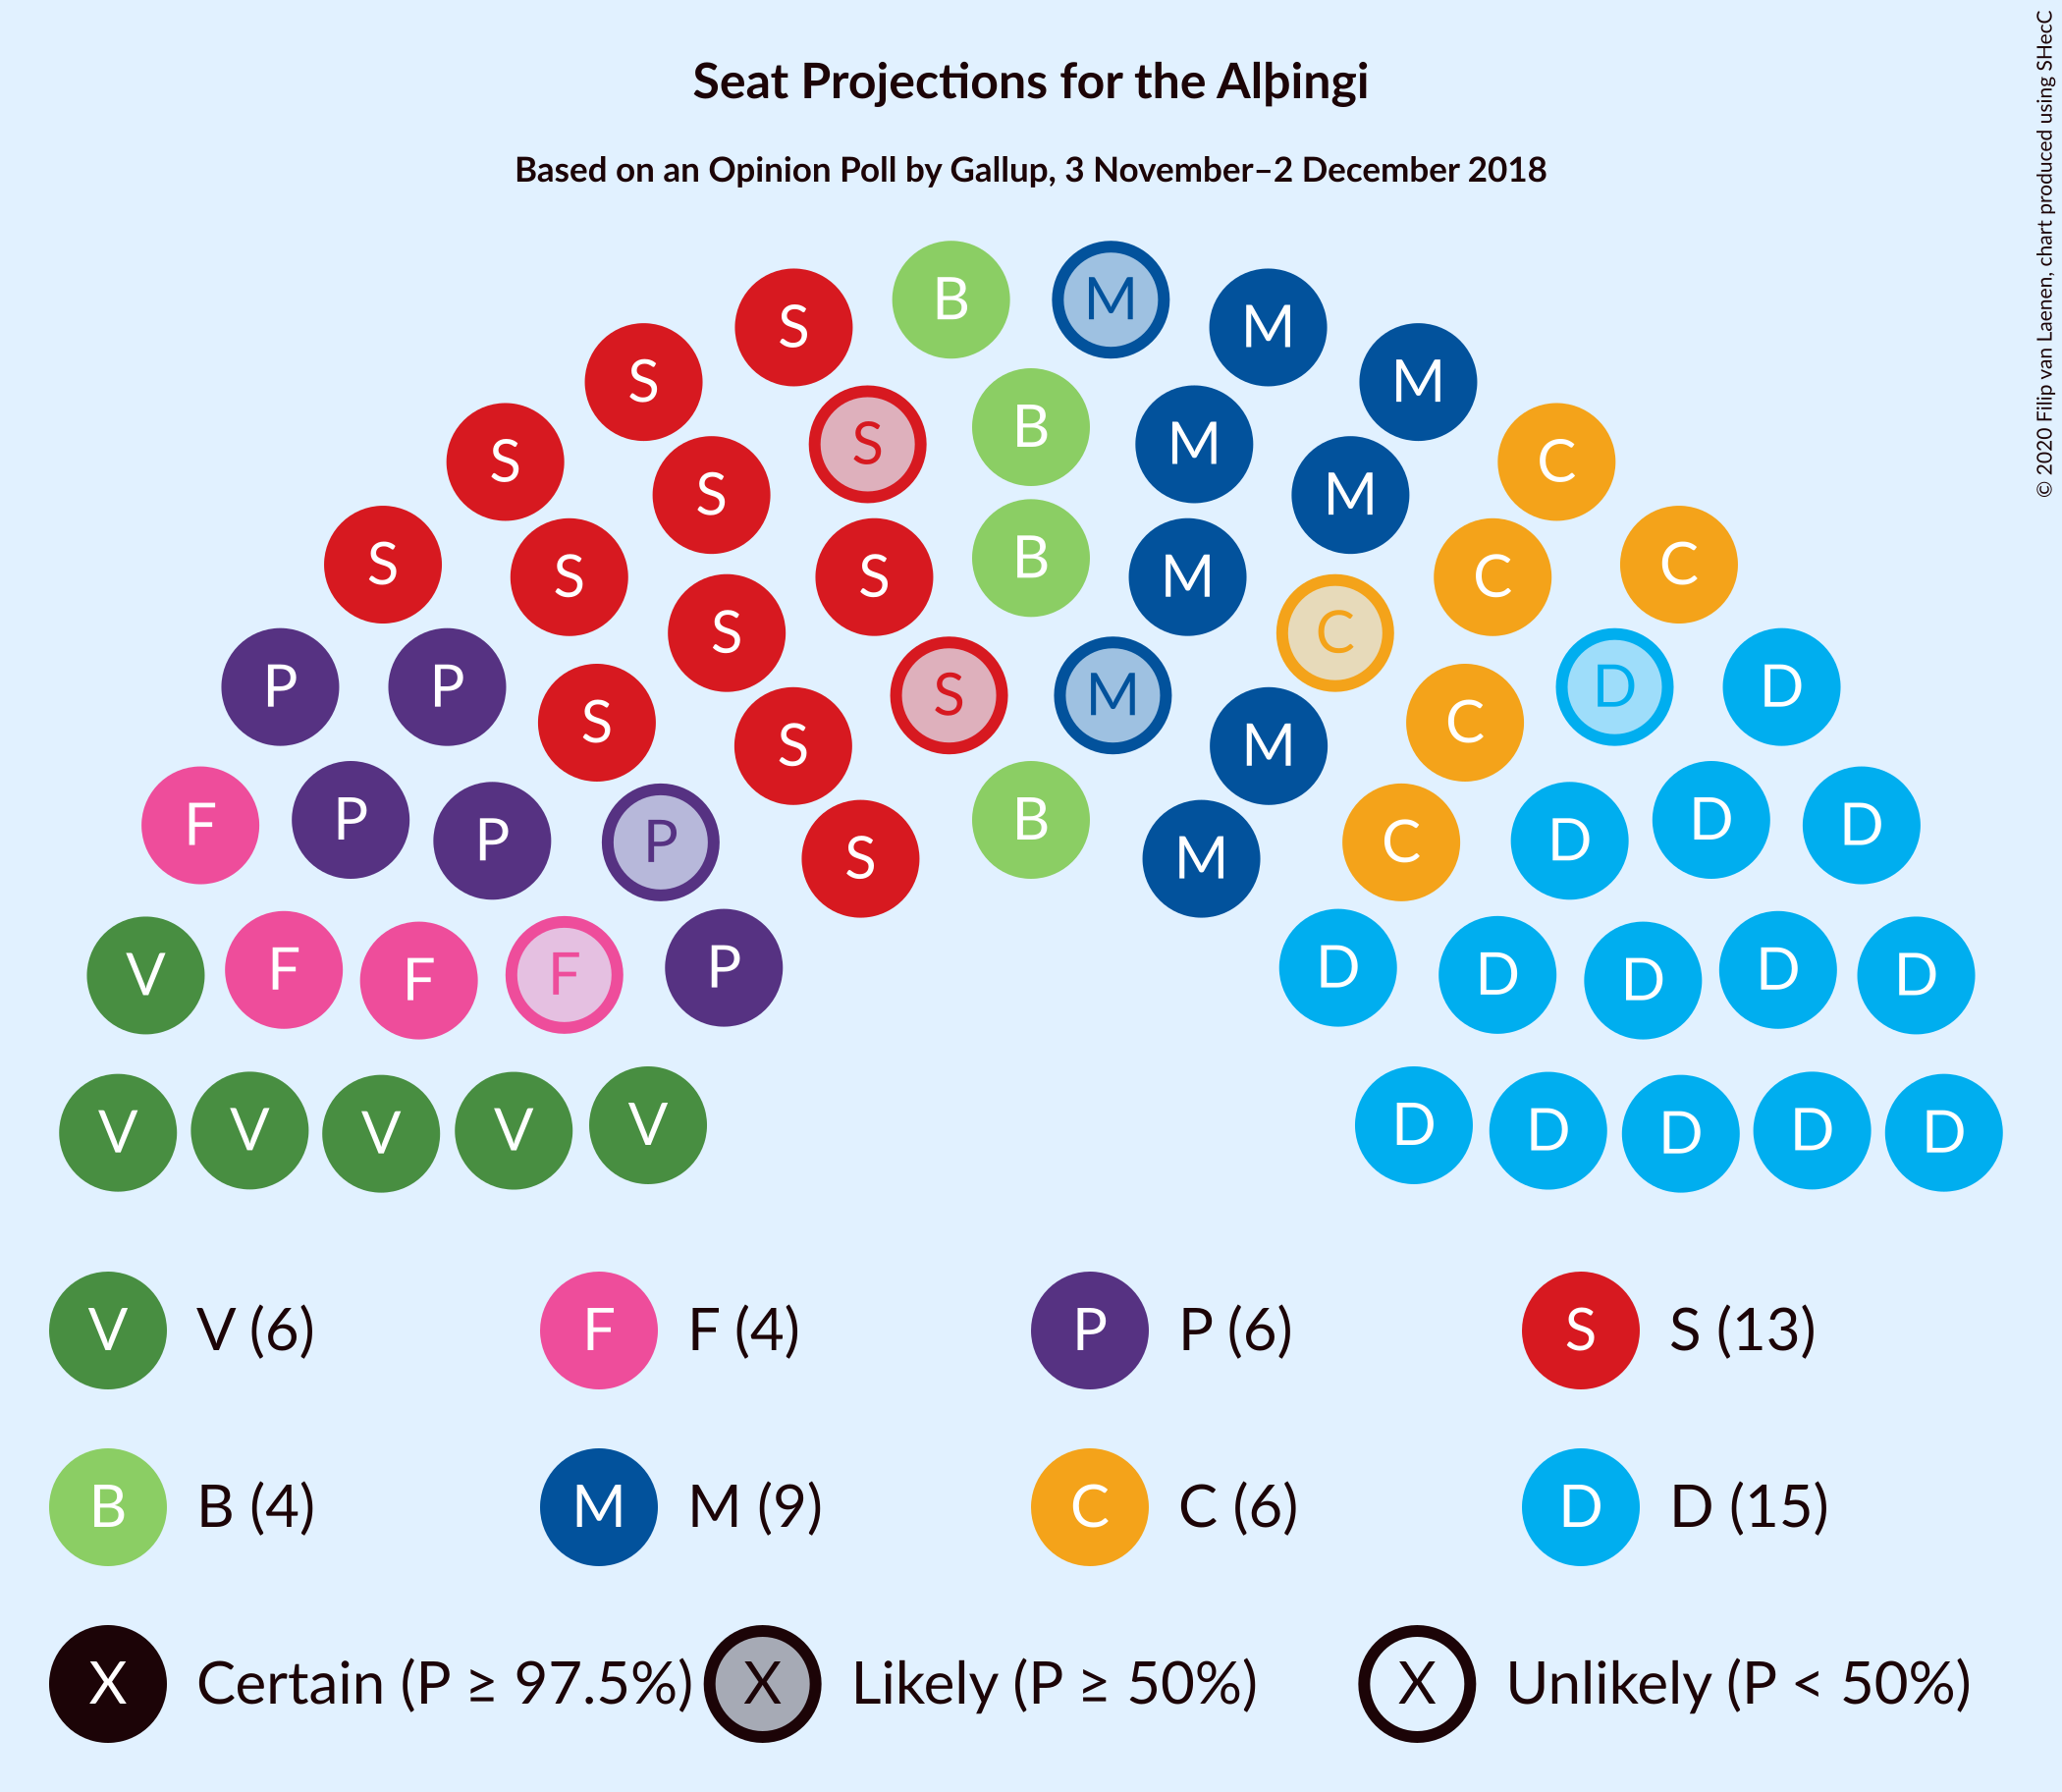 Seat Projections for the Alþingi
Based on an Opinion Poll by Gallup, 3 November–2 December 2018
© 2020 Filip van Laenen, chart produced using SHecC
B M
S M
S M
S B M
S M
S C
S C
S S M C
B
S C
P P D D
S M
S C
S M
F P B D D
P P C D
S M
P D
F F V D D
F F D D
V V D D
V V V D D D
V V (6) F F (4) P P (6) S S (13)
B B (4) M M (9) C C (6) D D (15)
X Certain (P ≥ 97.5%) X Likely (P ≥ 50%) X Unlikely (P < 50%)